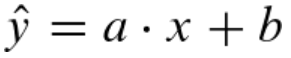 ŷ = a · x + b